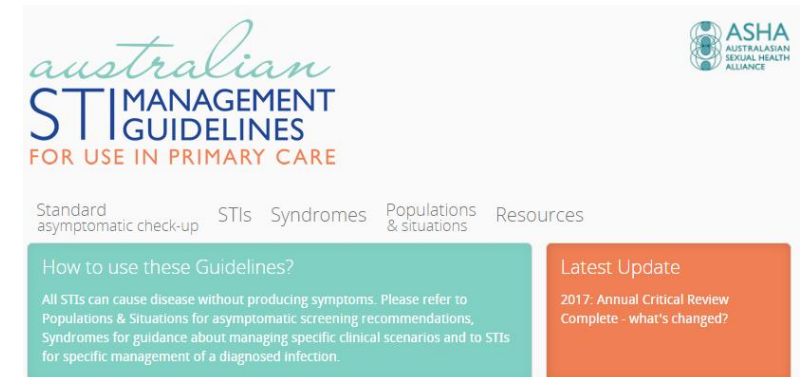 australian
STI MANAGEMENT
GUIDELINES
FOR USE IN PRIMARY CARE
ASHA
AUSTRALASIAN
SEXUAL HEALTH
ALLIANCE
Standard
asymptomatic check-up
STIs
Syndromes
Populations
& situations
Resources
How to use these Guidelines?
All STIs can cause disease without producing symptoms. Please refer to
Populations & Situations for asymptomatic screening recommendations,
Syndromes for guidance about managing specific clinical scenarios and to STIs
for specific management of a diagnosed infection.
Latest Update
2017: Annual Critical Review
Complete - what's changed?